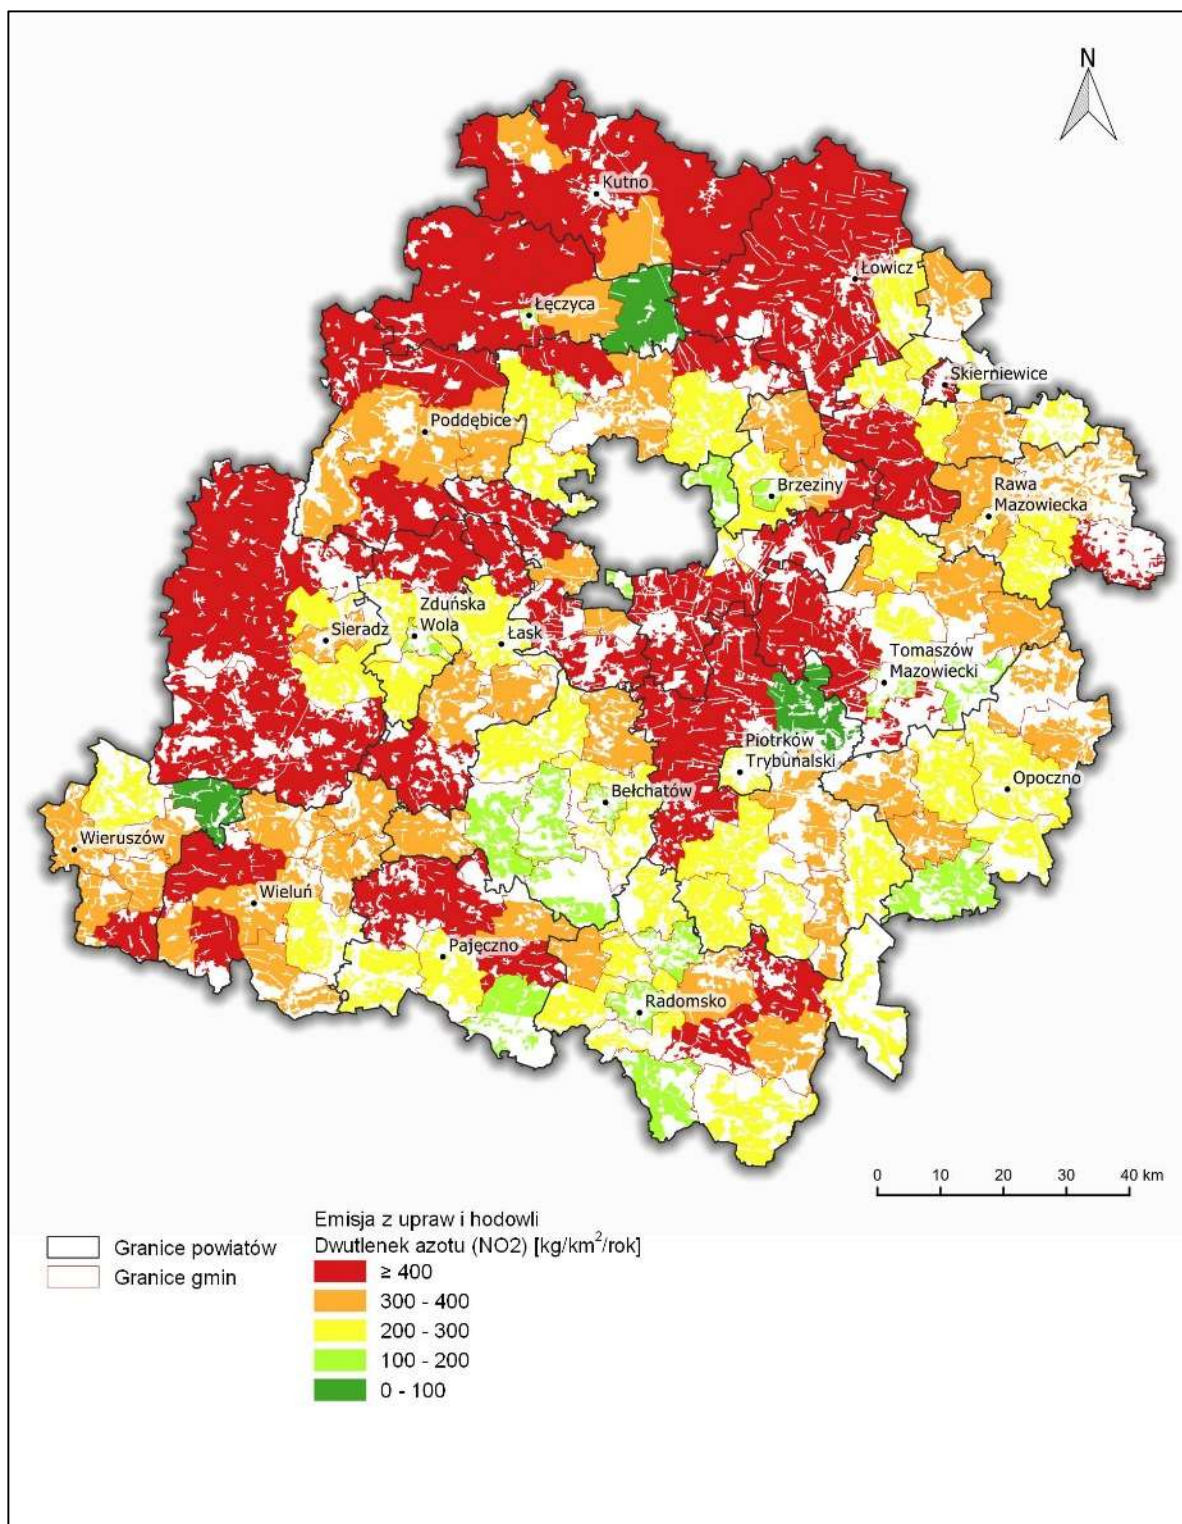 N
Kutno
Łowicz
Łęczyca
Skierniewice
Poddębice
Brzeziny
Rawa
Mazowiecka
Zduńska
Wola
Sieradz
Łask
Tomaszów
Mazowiecki
Piotrków
Trybunalski
Opoczno
Bełchatów
Wieruszów
Wieluń
Pajęczno
Radomsko
0 10 20 30 40 km
Emisja z upraw i hodowli
Dwutlenek azotu (NO2) [kg/km²/rok]
Granice powiatów
Granice gmin
≥ 400
300 - 400
200 - 300
100 - 200
0 - 100